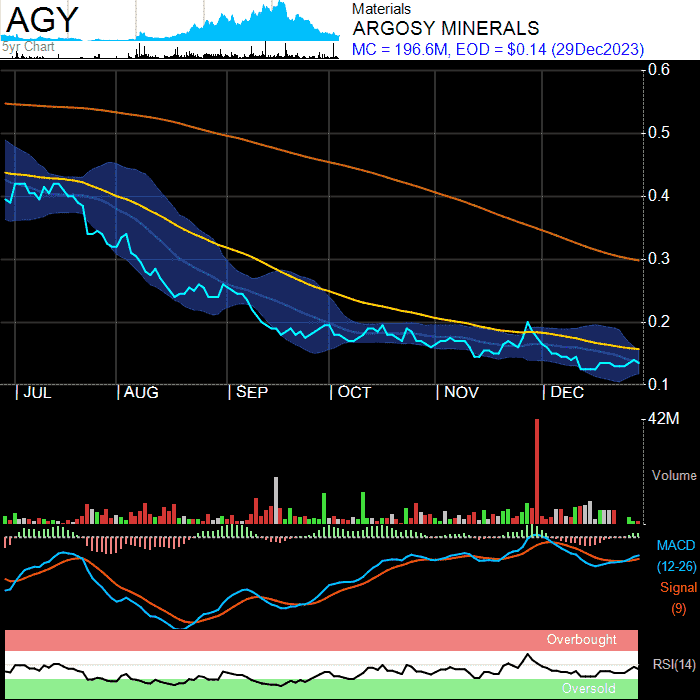 AGY
5yr Chart
Materials
ARGOSY MINERALS
MC = 196.6M, EOD = $0.14 (29Dec2023)
0.6
0.5
0.4
0.3
0.2
0.1
JUL AUG SEP OCT NOV DEC
42M
Volume
MACD
(12-26)
Signal
(9)
Overbought
RSI(14)
Oversold